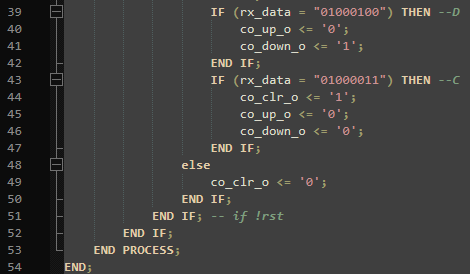 39 IF (rx_data = "01000100") THEN --D
40 co_up_o <= '0';
41 co_down_o <= '1';
42 END IF;
43 IF (rx_data = "01000011") THEN --C
44 co_clr_o <= '1';
45 co_up_o <= '0';
46 co_down_o <= '0';
47 END IF;
48 else
49 co_clr_o <= '0';
50 END IF;
51 END IF; -- if !rst
52 END IF;
53 END PROCESS;
54 END;